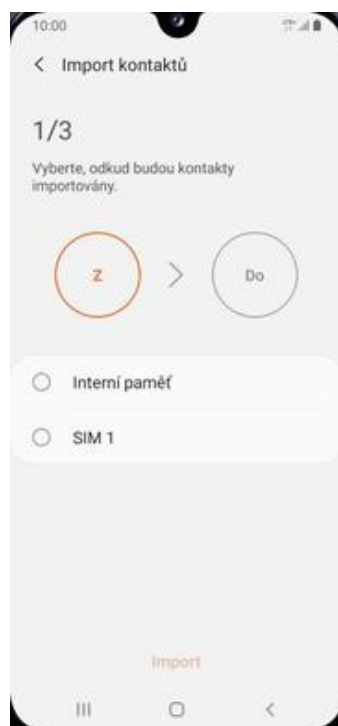 10:00
Import kontaktů
1/3
Vyberte, odkud budou kontakty
importovány.
Z
Do
Interní paměť
SIM 1
Import